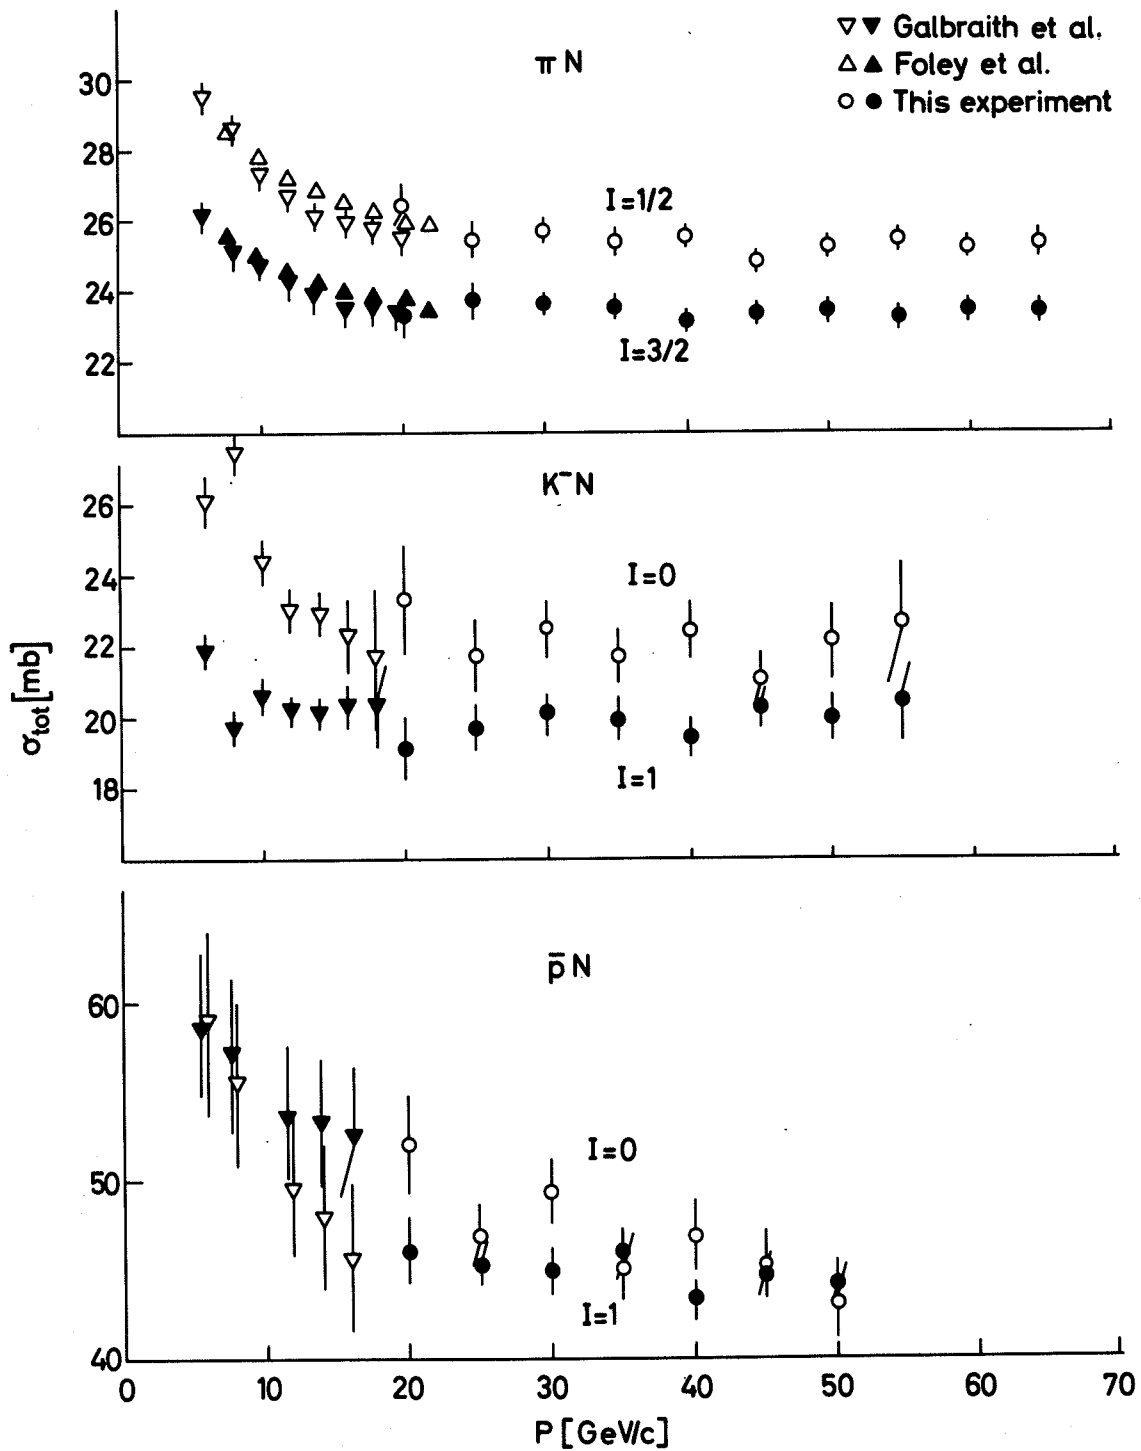 ▽▼ Galbraith et al.
△▲ Foley et al.
○● This experiment
πN
30
28
26
24
22
I=1/2
I=3/2
K⁻N
26
24
22
20
18
I=0
I=1
σtot [mb]
p̄N
60
50
40
I=0
I=1
0 10 20 30 40 50 60 70
P [GeV/c]